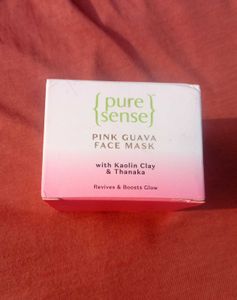 {pure
sense}
PINK GUAVA
FACE MASK
with Kaolin Clay
& Thanaka
Revives & Boosts Glow